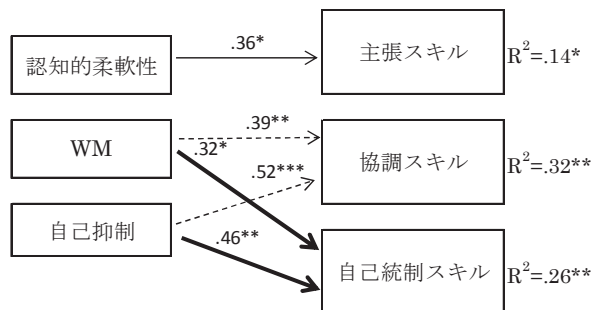 認知的柔軟性
.36*
主張スキル
R²=.14*
WM
.39**
.32*
協調スキル
R²=.32**
.52***
自己抑制
.46**
自己統制スキル
R²=.26**